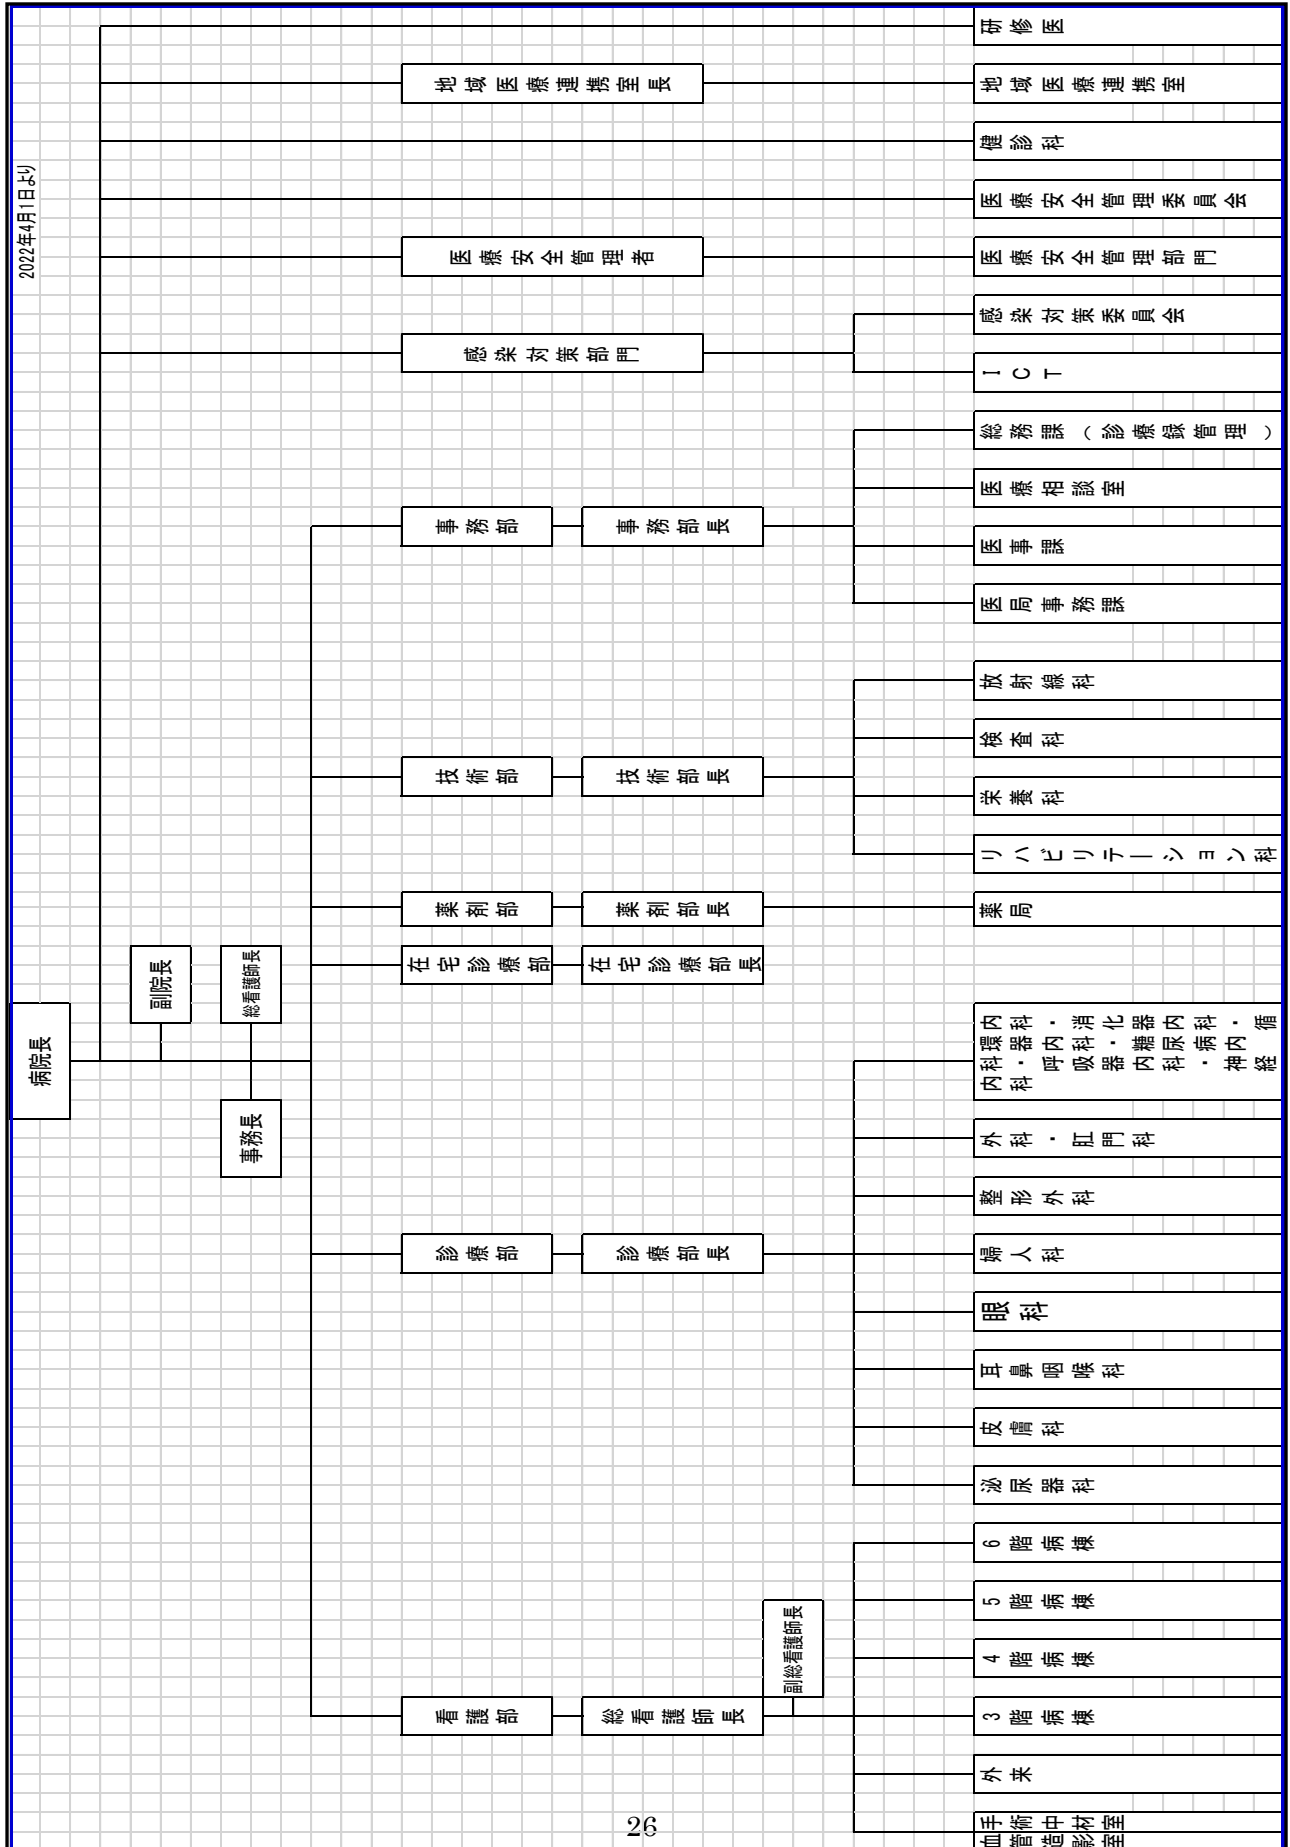 2022年4月1日より
病院長
副院長
総看護師長
事務長
看護部
総看護師長
副総看護師長
手術中材室
血管造影室
外来
3階病棟
4階病棟
5階病棟
6階病棟
診療部
診療部長
泌尿器科
皮膚科
耳鼻咽喉科
眼科
婦人科
整形外科
外科・肛門科
内科・消化器内科・循
環器内科・糖尿病内
科・呼吸器内科・神経
内科
在宅診療部
在宅診療部長
薬剤部
薬剤部長
薬局
技術部
技術部長
リハビリテーション科
栄養科
検査科
放射線科
事務部
事務部長
医局事務課
医事課
医療相談室
総務課（診療録管理）
感染対策部門
ICT
感染対策委員会
医療安全管理者
医療安全管理部門
医療安全管理委員会
健診科
地域医療連携室長
地域医療連携室
研修医
26